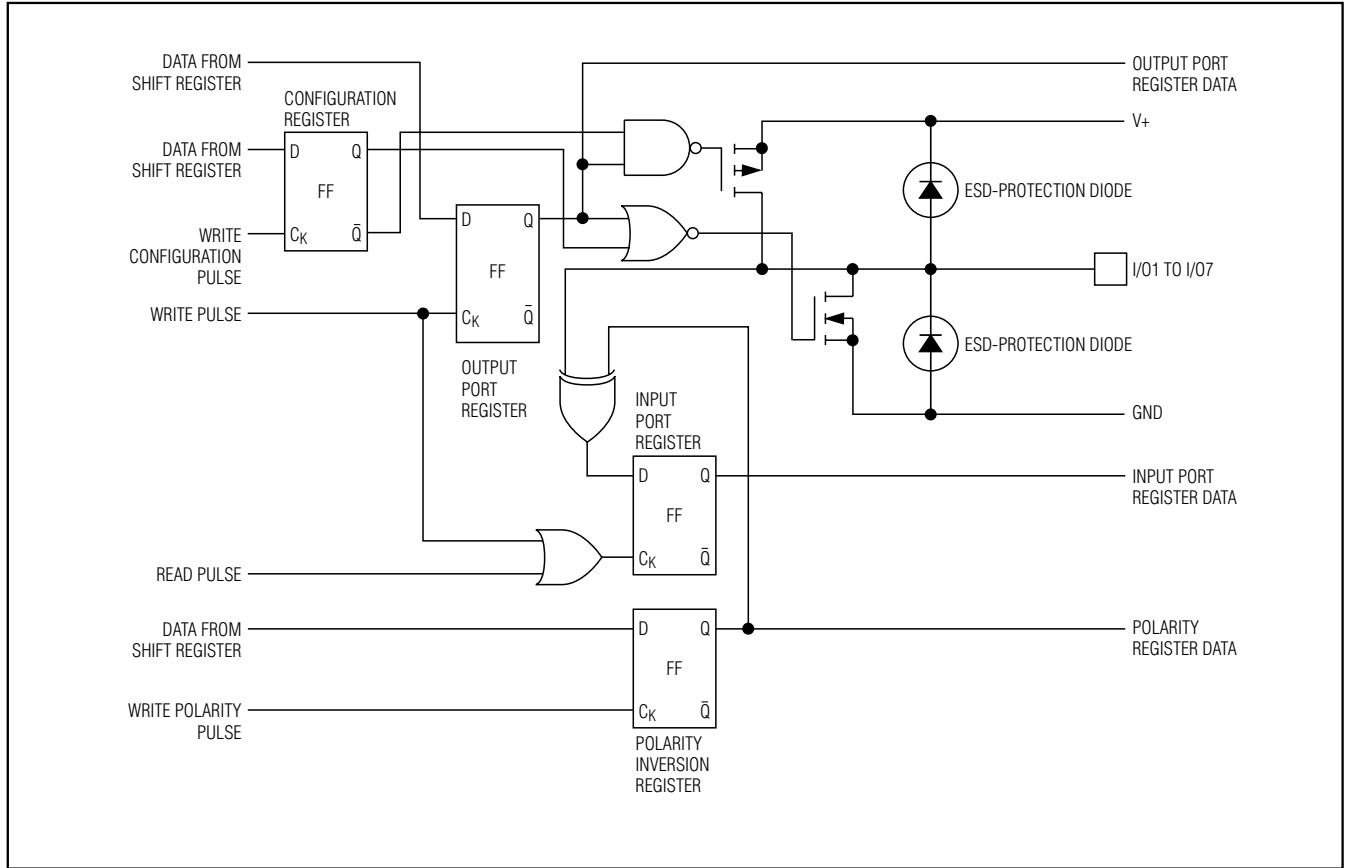 DATA FROM
SHIFT REGISTER
OUTPUT PORT
REGISTER DATA
CONFIGURATION
REGISTER
V+
DATA FROM
SHIFT REGISTER
D
Q
FF
CK
Q̅
WRITE
CONFIGURATION
PULSE
ESD-PROTECTION DIODE
D
Q
FF
CK
Q̅
OUTPUT
PORT
REGISTER
I/O1 TO I/O7
WRITE PULSE
ESD-PROTECTION DIODE
GND
INPUT
PORT
REGISTER
D
Q
FF
CK
Q̅
INPUT PORT
REGISTER DATA
READ PULSE
DATA FROM
SHIFT REGISTER
D
Q
FF
CK
Q̅
POLARITY
REGISTER DATA
WRITE POLARITY
PULSE
POLARITY
INVERSION
REGISTER